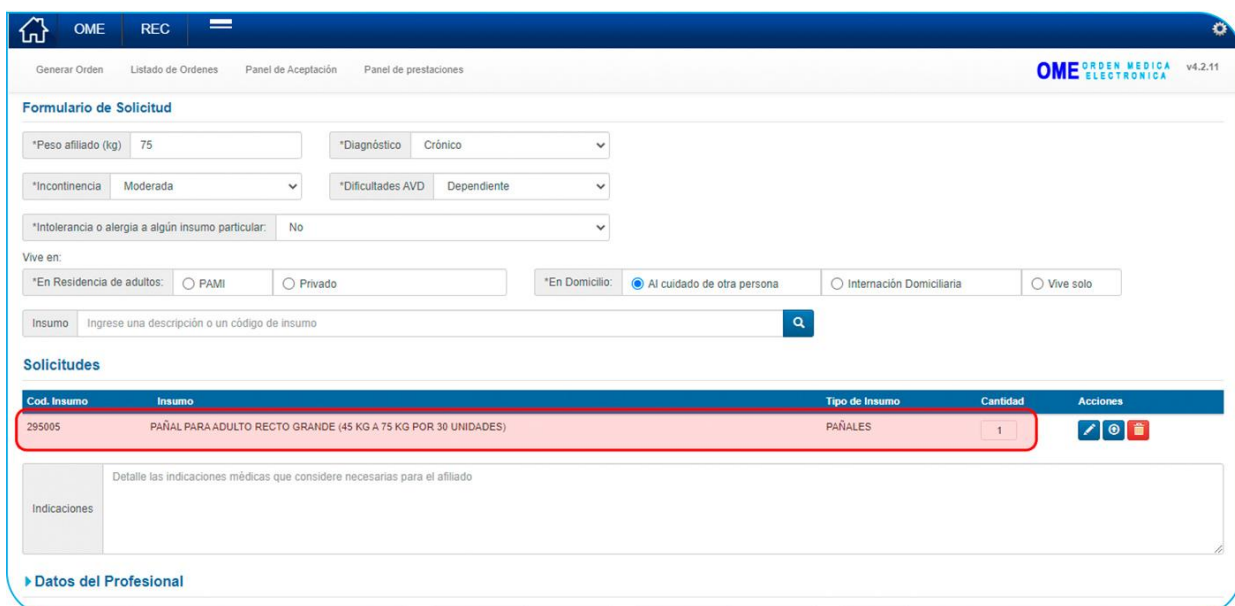 OME REC
Generar Orden Listado de Ordenes Panel de Aceptación Panel de prestaciones OME ORDEN MEDICA ELECTRONICA v4.2.11
Formulario de Solicitud
*Peso afiliado (kg) 75 *Diagnóstico Crónico
*Incontinencia Moderada *Dificultades AVD Dependiente
*Intolerancia o alergia a algún insumo particular: No
Vive en:
*En Residencia de adultos: PAMI Privado *En Domicilio: Al cuidado de otra persona Internación Domiciliaria Vive solo
Insumo Ingrese una descripción o un código de insumo
Solicitudes
Cod. Insumo Insumo Tipo de Insumo Cantidad Acciones
295005 PAÑAL PARA ADULTO RECTO GRANDE (45 KG A 75 KG POR 30 UNIDADES) PAÑALES 1
Detalle las indicaciones médicas que considere necesarias para el afiliado
Indicaciones
Datos del Profesional